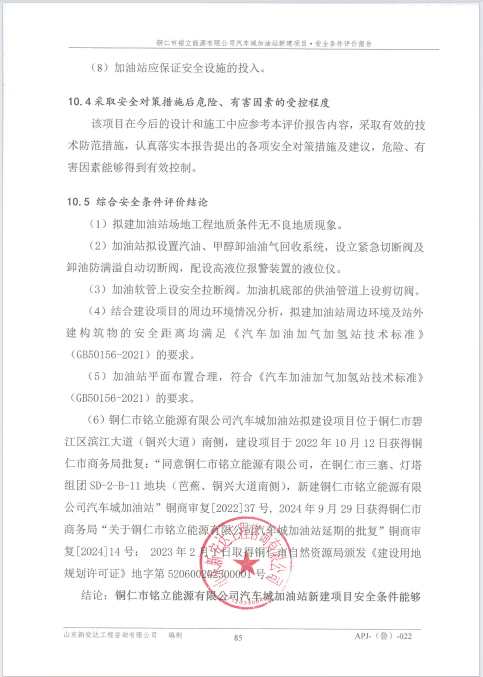 铜仁市铭立能源有限公司汽车城加油站新建项目·安全条件评价报告
（8）加油站应保证安全设施的投入。
10.4 采取安全对策措施后危险、有害因素的受控程度
该项目在今后的设计和施工中应参考本评价报告内容，采取有效的技
术防范措施，认真落实本报告提出的各项安全对策措施及建议，危险、有
害因素能够得到有效控制。
10.5 综合安全条件评价结论
（1）拟建加油站场地工程地质条件无不良地质现象。
（2）加油站拟设置汽油、甲醇卸油油气回收系统，设立紧急切断阀及
卸油防满溢自动切断阀，配设高液位报警装置的液位仪。
（3）加油软管上设安全拉断阀。加油机底部的供油管道上设剪切阀。
（4）结合建设项目的周边环境情况分析，拟建加油站周边环境及站外
建构筑物的安全距离均满足《汽车加油加气加氢站技术标准》
（GB50156-2021）的要求。
（5）加油站平面布置合理，符合《汽车加油加气加氢站技术标准》
（GB50156-2021）的要求。
（6）铜仁市铭立能源有限公司汽车城加油站拟建设项目位于铜仁市碧
江区滨江大道（铜兴大道）南侧，建设项目于 2022 年 10 月 12 日获得铜
仁市商务局批复：“同意铜仁市铭立能源有限公司，在铜仁市三寨、灯塔
组团 SD-2-B-11 地块（芭蕉、铜兴大道南侧），新建铜仁市铭立能源有限
公司汽车城加油站”铜商审复[2022]37 号, 2024 年 9 月 29 日获得铜仁市
商务局“关于铜仁市铭立能源有限公司汽车城加油站延期的批复”铜商审
复[2024]14 号； 2023 年 2 月 1 日取得铜仁市自然资源局颁发《建设用地
规划许可证》地字第 520600202300001 号。
结论：铜仁市铭立能源有限公司汽车城加油站新建项目安全条件能够
山东新安达工程咨询有限公司 编制
85
APJ-（鲁）-022